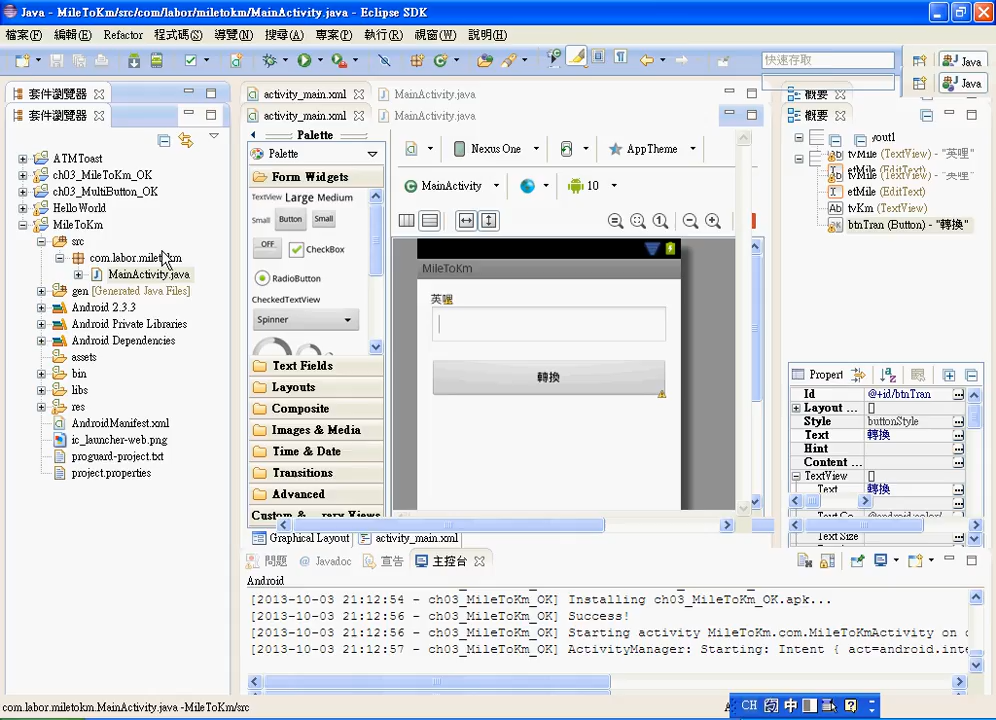 Java - MileToKm/src/com/labor/miletokm/MainActivity.java - Eclipse SDK
檔案(F) 編輯(E) Refactor 程式碼(S) 導覽(N) 搜尋(A) 專案(P) 執行(R) 視窗(W) 說明(H)
快速存取
Java
Java
套件瀏覽器
套件瀏覽器
ATMToast
ch03_MileToKm_OK
ch03_MultiButton_OK
HelloWorld
MileToKm
src
com.labor.miletokm
MainActivity.java
gen [Generated Java Files]
Android 2.3.3
Android Private Libraries
Android Dependencies
assets
bin
libs
res
AndroidManifest.xml
ic_launcher-web.png
proguard-project.txt
project.properties
activity_main.xml MainActivity.java
activity_main.xml MainActivity.java
Palette
Palette
Form Widgets
TextView Large Medium
Small Button Small
OFF CheckBox
RadioButton
CheckedTextView
Spinner
Text Fields
Layouts
Composite
Images & Media
Time & Date
Transitions
Advanced
Graphical Layout activity_main.xml
Nexus One AppTheme
MainActivity 10
MileToKm
英哩
轉換
概要
概要
tvMile (TextView) - "英哩"
etMile (EditText)
tvKm (TextView)
btnTran (Button) - "轉換"
Propert
Id @+id/btnTran
Layout ... []
Style buttonStyle
Text 轉換
Hint
Content ...
TextView []
Text 轉換
Text Size
問題 @ Javadoc 宣告 主控台
Android
[2013-10-03 21:12:54 - ch03_MileToKm_OK] Installing ch03_MileToKm_OK.apk...
[2013-10-03 21:12:56 - ch03_MileToKm_OK] Success!
[2013-10-03 21:12:56 - ch03_MileToKm_OK] Starting activity MileToKm.com.MileToKmActivity on
[2013-10-03 21:12:57 - ch03_MileToKm_OK] ActivityManager: Starting: Intent { act=android.inte
com.labor.miletokm.MainActivity.java - MileToKm/src
CH 中